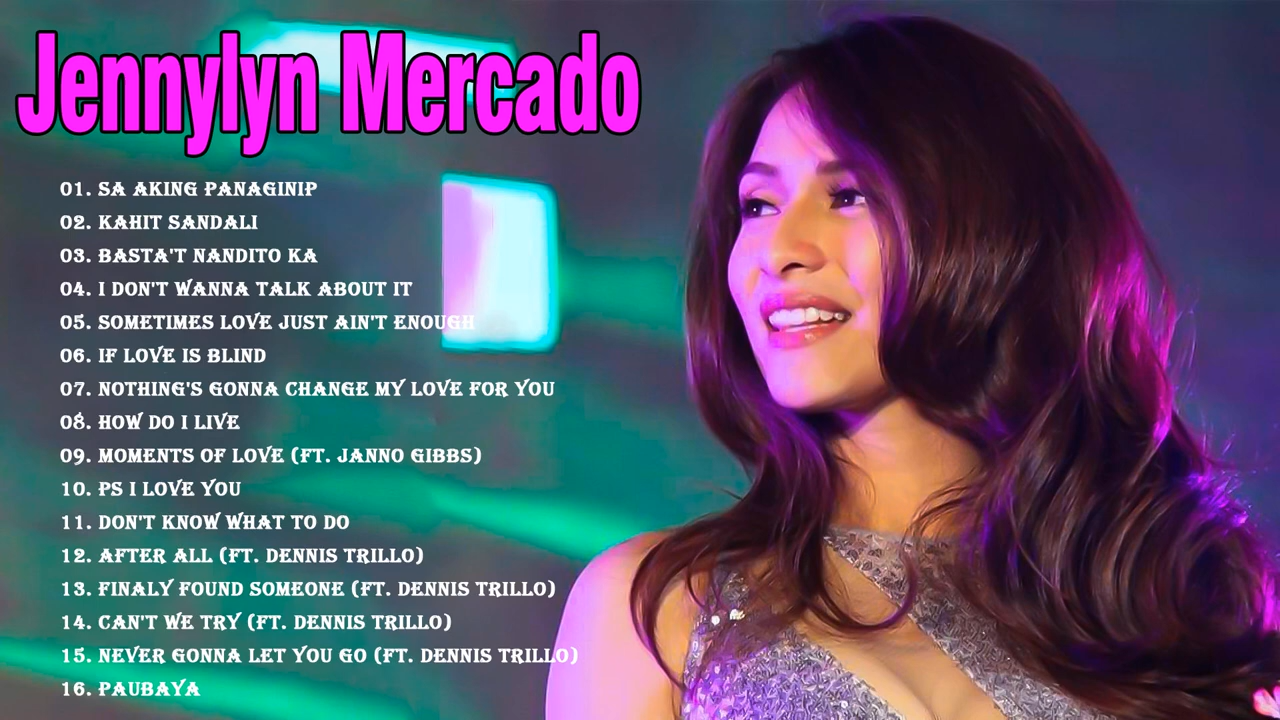 Jennylyn Mercado
01. SA AKING PANAGINIP
02. KAHIT SANDALI
03. BASTA'T NANDITO KA
04. I DON'T WANNA TALK ABOUT IT
05. SOMETIMES LOVE JUST AIN'T ENOUGH
06. IF LOVE IS BLIND
07. NOTHING'S GONNA CHANGE MY LOVE FOR YOU
08. HOW DO I LIVE
09. MOMENTS OF LOVE (FT. JANNO GIBBS)
10. PS I LOVE YOU
11. DON'T KNOW WHAT TO DO
12. AFTER ALL (FT. DENNIS TRILLO)
13. FINALY FOUND SOMEONE (FT. DENNIS TRILLO)
14. CAN'T WE TRY (FT. DENNIS TRILLO)
15. NEVER GONNA LET YOU GO (FT. DENNIS TRILLO)
16. PAUBAYA